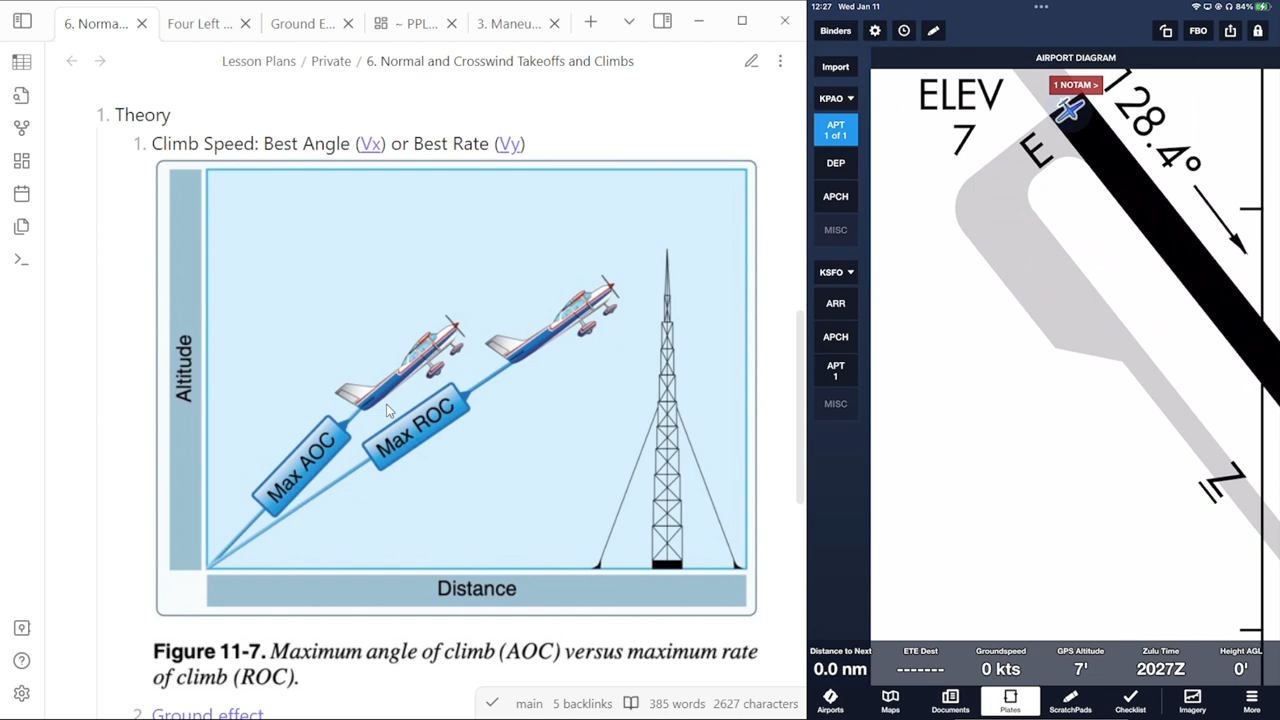 6. Norma...
Four Left ...
Ground E...
~ PPL...
3. Maneu...
Lesson Plans / Private / 6. Normal and Crosswind Takeoffs and Climbs
1. Theory
1. Climb Speed: Best Angle (Vx) or Best Rate (Vy)
Altitude
Max AOC
Max ROC
Distance
Figure 11-7. Maximum angle of climb (AOC) versus maximum rate
of climb (ROC).
2. Ground effect
main
5 backlinks
385 words
2627 characters
12:27 Wed Jan 11
84%
Binders
FBO
AIRPORT DIAGRAM
Import
KPAO
APT
1 of 1
DEP
APCH
MISC
KSFO
ARR
APCH
APT
1
MISC
ELEV
7
1 NOTAM >
128.4°
E
Z
Distance to Next
0.0 nm
ETE Dest
-------
Groundspeed
0 kts
GPS Altitude
7'
Zulu Time
2027Z
Height AGL
0'
Airports
Maps
Documents
Plates
ScratchPads
Checklist
Imagery
More